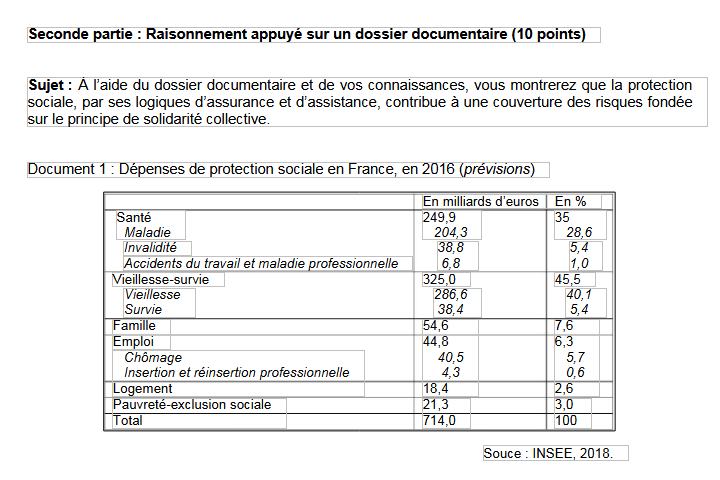 Seconde partie : Raisonnement appuyé sur un dossier documentaire (10 points)
Sujet : À l'aide du dossier documentaire et de vos connaissances, vous montrerez que la protection
sociale, par ses logiques d'assurance et d'assistance, contribue à une couverture des risques fondée
sur le principe de solidarité collective.
Document 1 : Dépenses de protection sociale en France, en 2016 (prévisions)
En milliards d'euros En %
Santé 249,9 35
Maladie 204,3 28,6
Invalidité 38,8 5,4
Accidents du travail et maladie professionnelle 6,8 1,0
Vieillesse-survie 325,0 45,5
Vieillesse 286,6 40,1
Survie 38,4 5,4
Famille 54,6 7,6
Emploi 44,8 6,3
Chômage 40,5 5,7
Insertion et réinsertion professionnelle 4,3 0,6
Logement 18,4 2,6
Pauvreté-exclusion sociale 21,3 3,0
Total 714,0 100
Souce : INSEE, 2018.